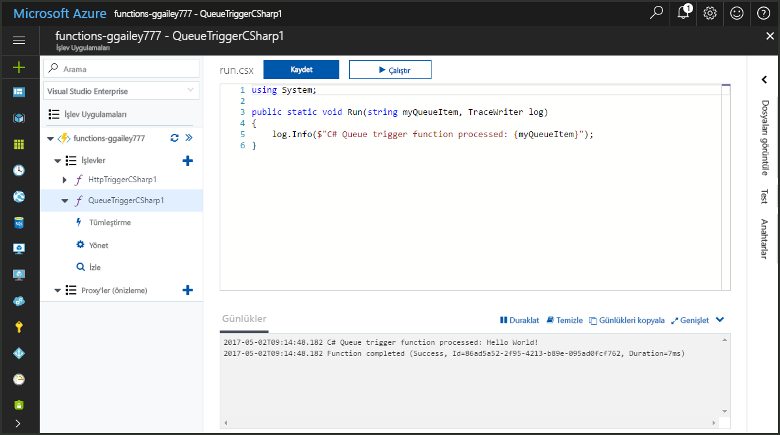 Microsoft Azure functions-ggailey777 - QueueTriggerCSharp1
1
functions-ggailey777 - QueueTriggerCSharp1
İşlev Uygulamaları
Arama
Visual Studio Enterprise
İşlev Uygulamaları
functions-ggailey777
İşlevler
HttpTriggerCSharp1
QueueTriggerCSharp1
Tümleştirme
Yönet
İzle
Proxy'ler (önizleme)
run.csx Kaydet Çalıştır
1 using System;
2
3 public static void Run(string myQueueItem, TraceWriter log)
4 {
5 log.Info($"C# Queue trigger function processed: {myQueueItem}");
6 }
Günlükler Duraklat Temizle Günlükleri kopyala Genişlet
2017-05-02T09:14:48.182 C# Queue trigger function processed: Hello World!
2017-05-02T09:14:48.182 Function completed (Success, Id=86ad5a52-2f95-4213-b89e-095ad0fcf762, Duration=7ms)
Dosyaları görüntüle
Test
Anahtarlar